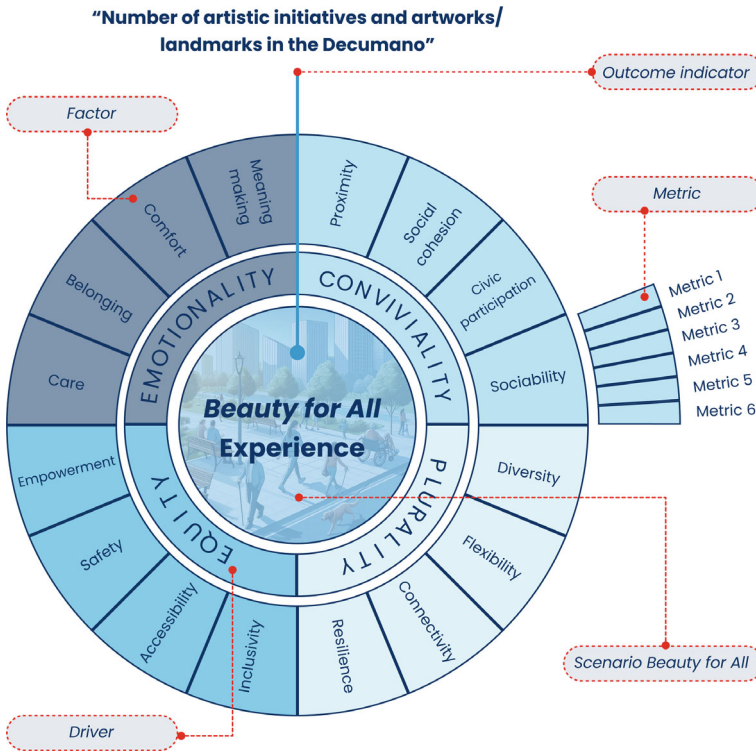 “Number of artistic initiatives and artworks/
landmarks in the Decumano”
Outcome indicator
Factor
Metric
Meaning
making
Proximity
Comfort
Social
cohesion
Belonging
Civic
participation
Care
Sociability
EMOTIONALITY
CONVIVIALITY
Metric 1
Metric 2
Metric 3
Metric 4
Metric 5
Metric 6
Beauty for All
Experience
Empowerment
Diversity
Safety
Flexibility
EQUITY
PLURALITY
Accessibility
Connectivity
Inclusivity
Resilience
Scenario Beauty for All
Driver